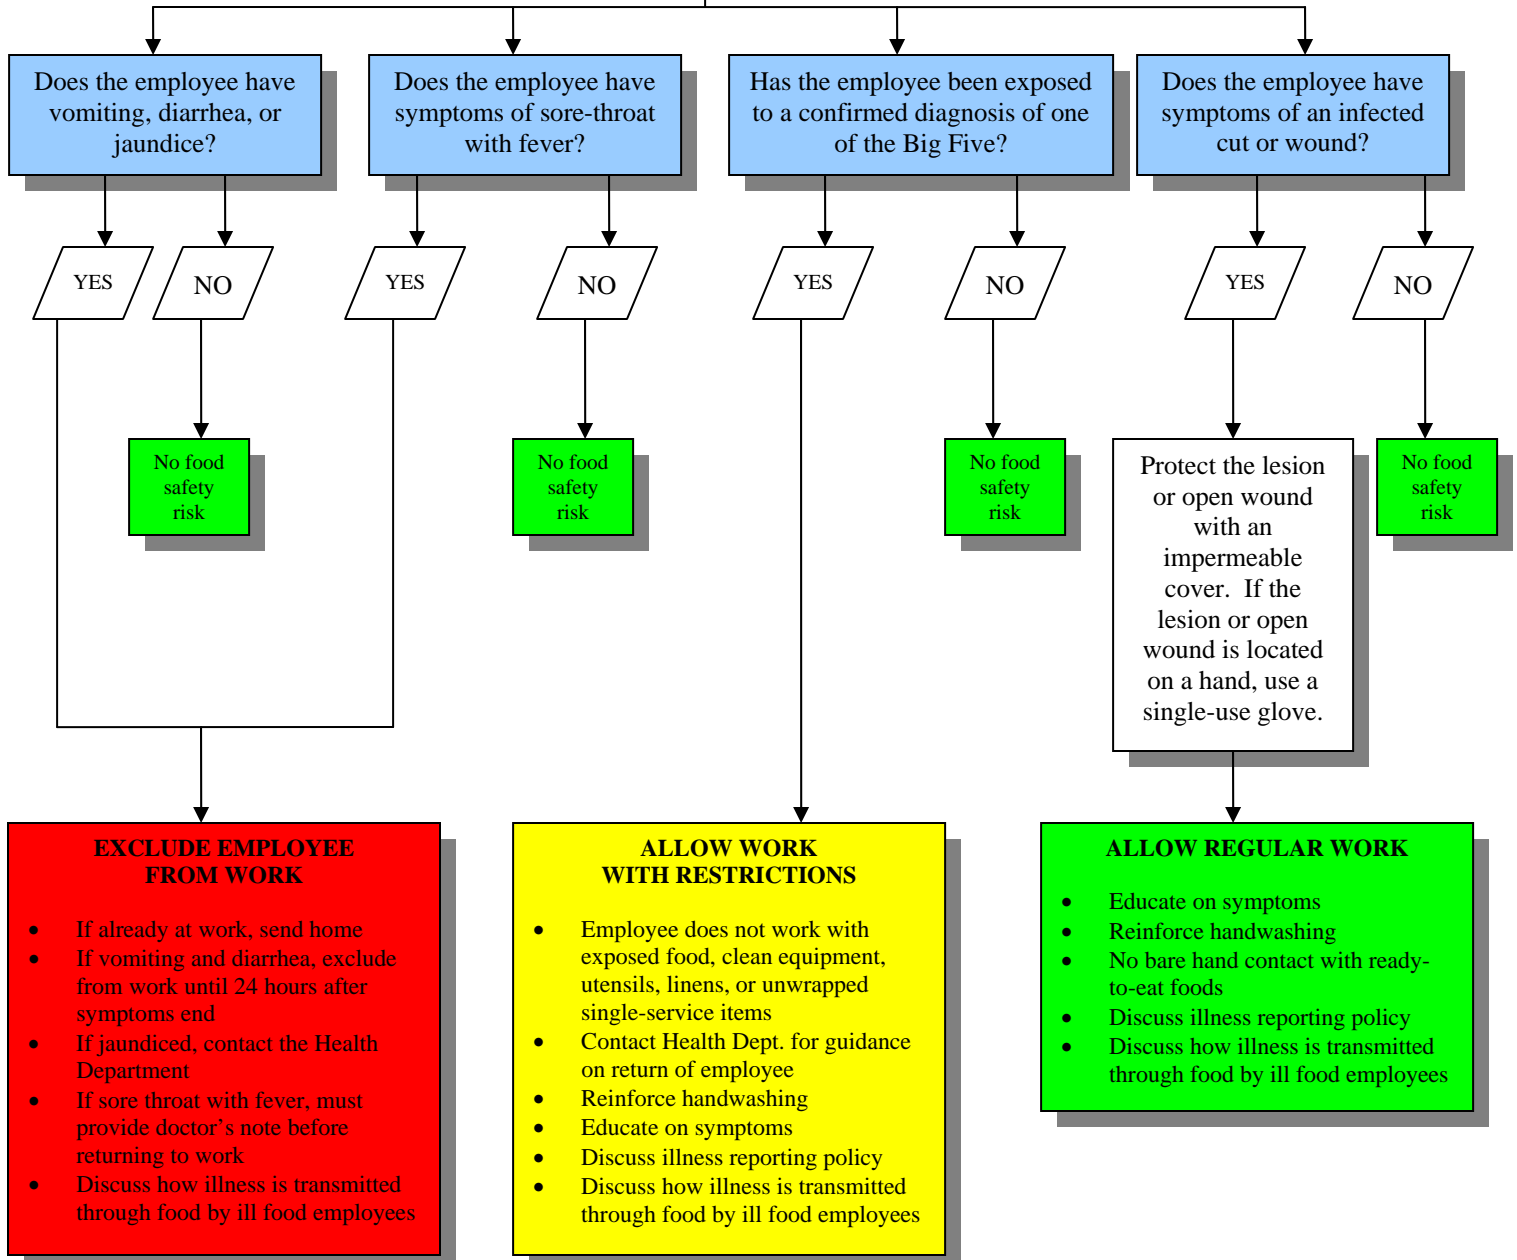 Does the employee have
vomiting, diarrhea, or
jaundice?
Does the employee have
symptoms of sore-throat
with fever?
Has the employee been exposed
to a confirmed diagnosis of one
of the Big Five?
Does the employee have
symptoms of an infected
cut or wound?
YES
NO
YES
NO
YES
NO
YES
NO
No food
safety
risk
No food
safety
risk
No food
safety
risk
Protect the lesion
or open wound
with an
impermeable
cover.  If the
lesion or open
wound is located
on a hand, use a
single-use glove.
No food
safety
risk
EXCLUDE EMPLOYEE
FROM WORK
• If already at work, send home
• If vomiting and diarrhea, exclude
from work until 24 hours after
symptoms end
• If jaundiced, contact the Health
Department
• If sore throat with fever, must
provide doctor’s note before
returning to work
• Discuss how illness is transmitted
through food by ill food employees
ALLOW WORK
WITH RESTRICTIONS
• Employee does not work with
exposed food, clean equipment,
utensils, linens, or unwrapped
single-service items
• Contact Health Dept. for guidance
on return of employee
• Reinforce handwashing
• Educate on symptoms
• Discuss illness reporting policy
• Discuss how illness is transmitted
through food by ill food employees
ALLOW REGULAR WORK
• Educate on symptoms
• Reinforce handwashing
• No bare hand contact with ready-
to-eat foods
• Discuss illness reporting policy
• Discuss how illness is transmitted
through food by ill food employees